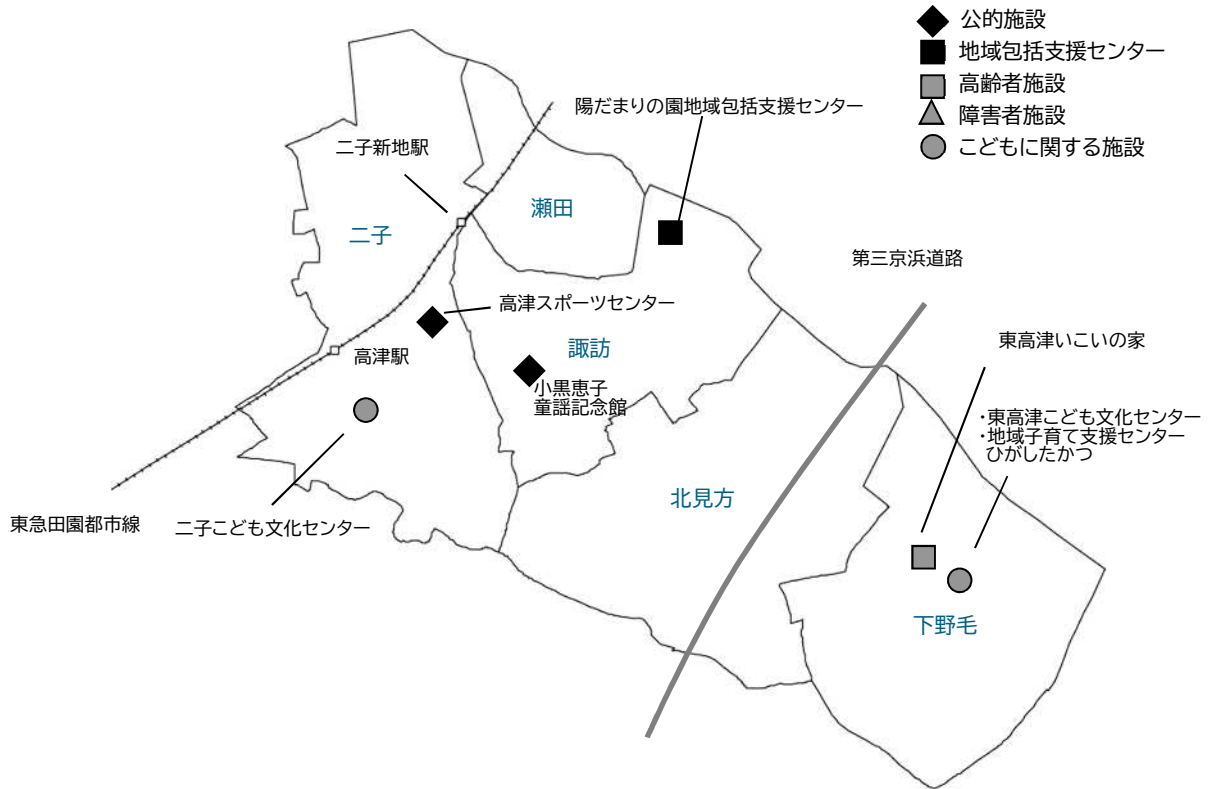 公的施設
地域包括支援センター
高齢者施設
障害者施設
こどもに関する施設
陽だまりの園地域包括支援センター
二子新地駅
瀬田
二子
第三京浜道路
高津スポーツセンター
東高津いこいの家
諏訪
高津駅
小黒恵子
童謡記念館
・東高津こども文化センター
・地域子育て支援センター
ひがしたかつ
北見方
東急田園都市線
二子こども文化センター
下野毛